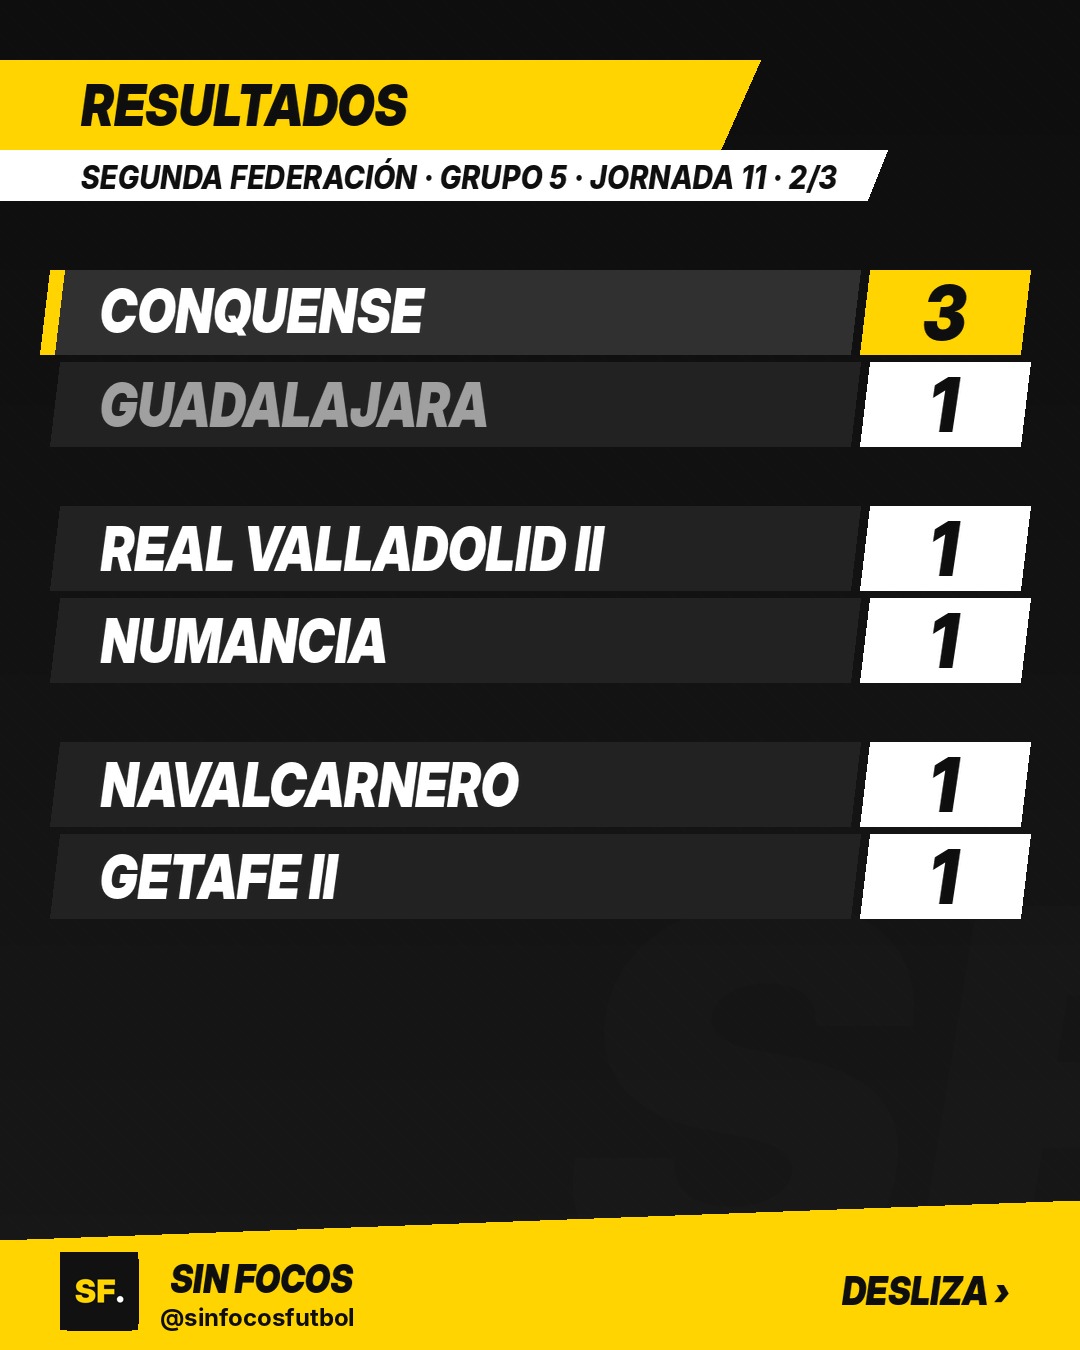 RESULTADOS
SEGUNDA FEDERACIÓN · GRUPO 5 · JORNADA 11 · 2/3
CONQUENSE 3
GUADALAJARA 1
REAL VALLADOLID II 1
NUMANCIA 1
NAVALCARNERO 1
GETAFE II 1
SF.
SIN FOCOS
@sinfocosfutbol
DESLIZA ›